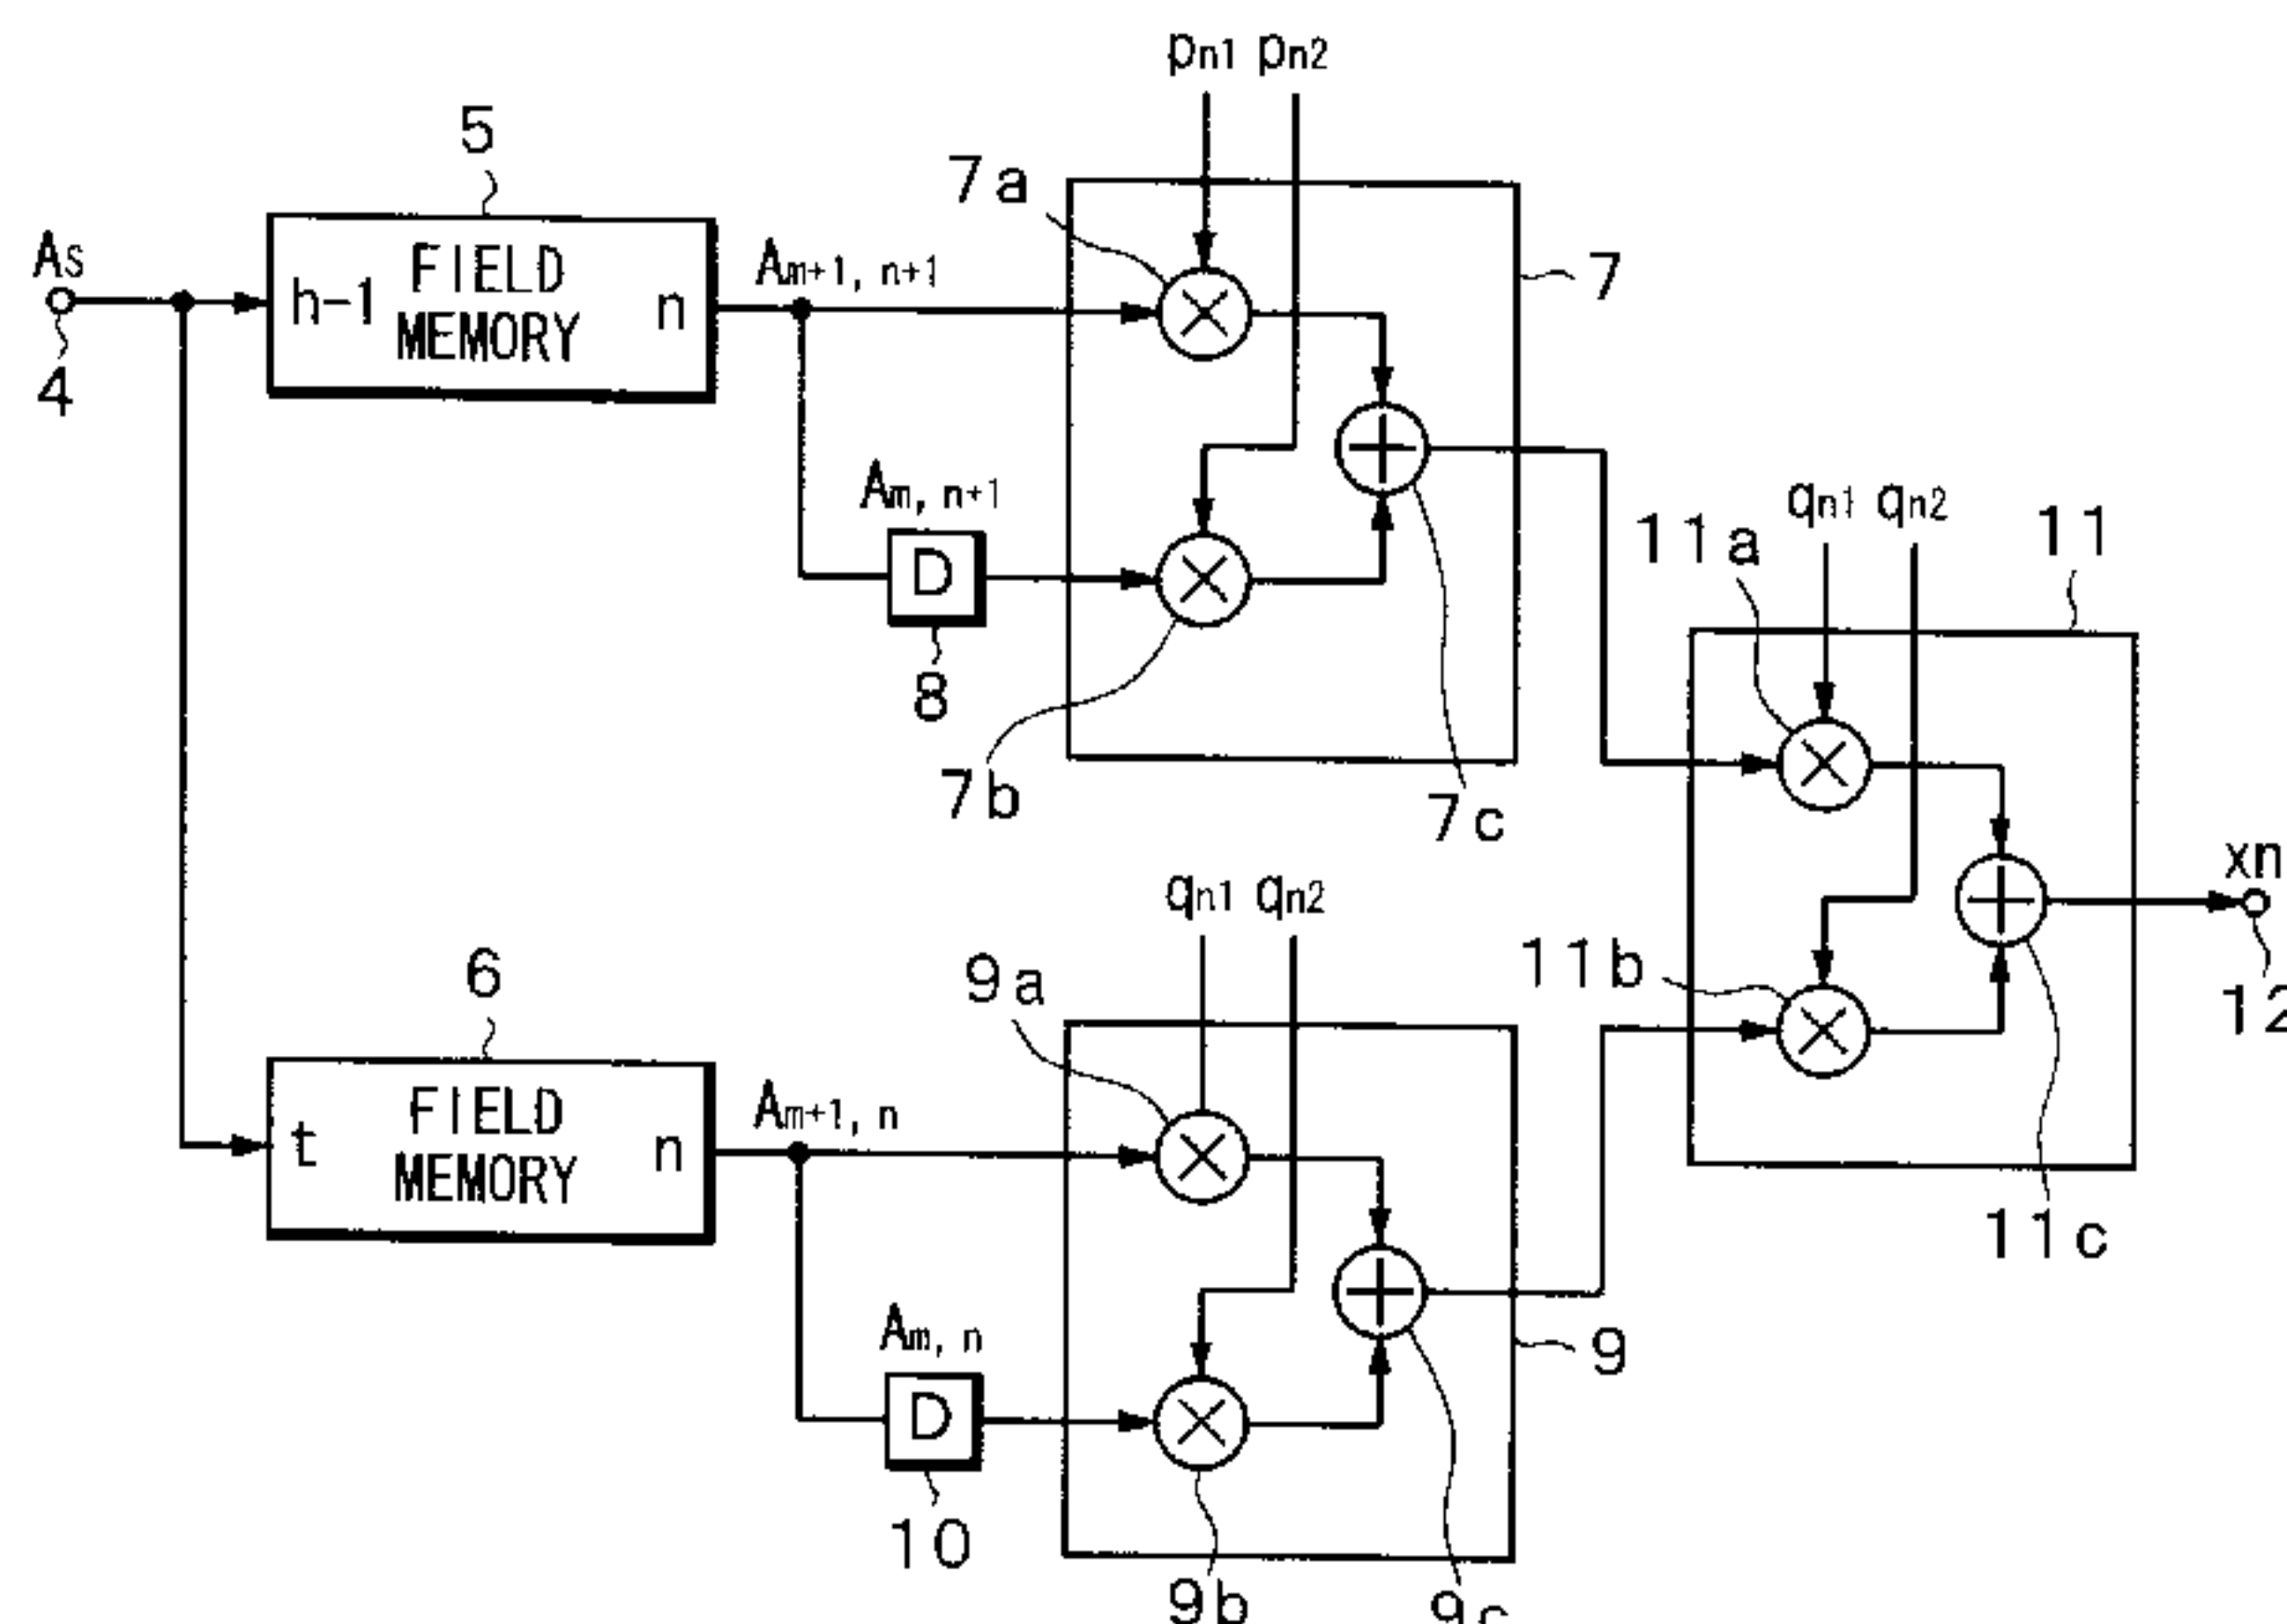 pn1 pn2
5
7a
As
h-1
FIELD
MEMORY
n
Am+1, n+1
7
4
Am, n+1
D
8
7b
7c
qn1 qn2
11a
11
qn1 qn2
xn
12
11b
11c
6
9a
t
FIELD
MEMORY
n
Am+1, n
Am, n
D
10
9
9b
9c